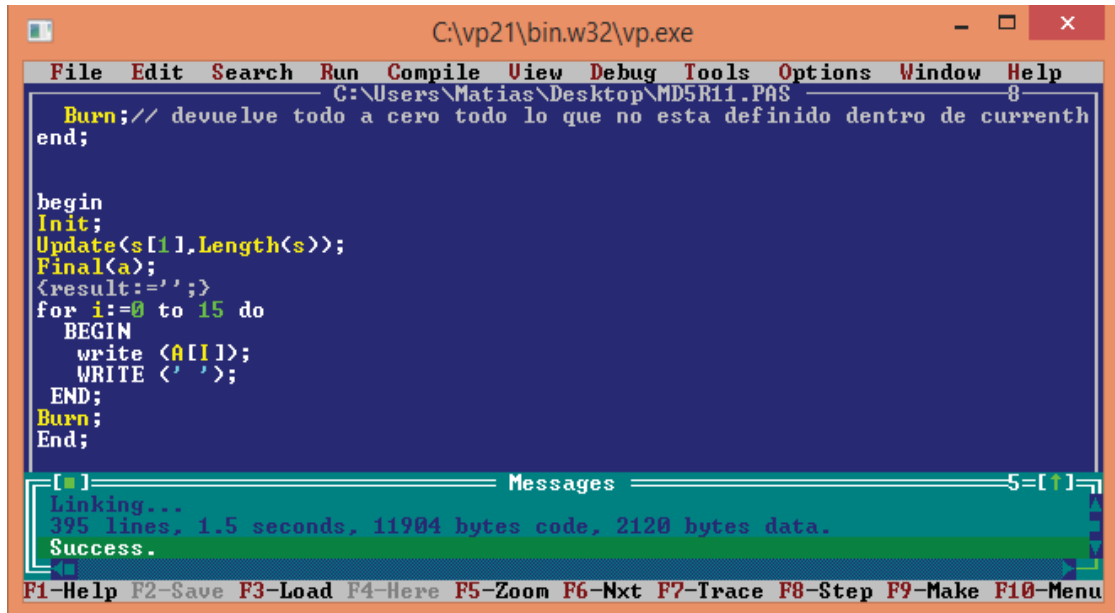 C:\vp21\bin.w32\vp.exe
File Edit Search Run Compile View Debug Tools Options Window Help
C:\Users\Matias\Desktop\MD5R11.PAS 8
Burn;// devuelve todo a cero todo lo que no esta definido dentro de currenth
end;
begin
Init;
Update(s[1],Length(s));
Final(a);
{result:='';}
for i:=0 to 15 do
BEGIN
write (A[I]);
WRITE (' ');
END;
Burn;
End;
[■] Messages 5=[↑]
Linking...
395 lines, 1.5 seconds, 11904 bytes code, 2120 bytes data.
Success.
F1-Help F2-Save F3-Load F4-Here F5-Zoom F6-Nxt F7-Trace F8-Step F9-Make F10-Menu